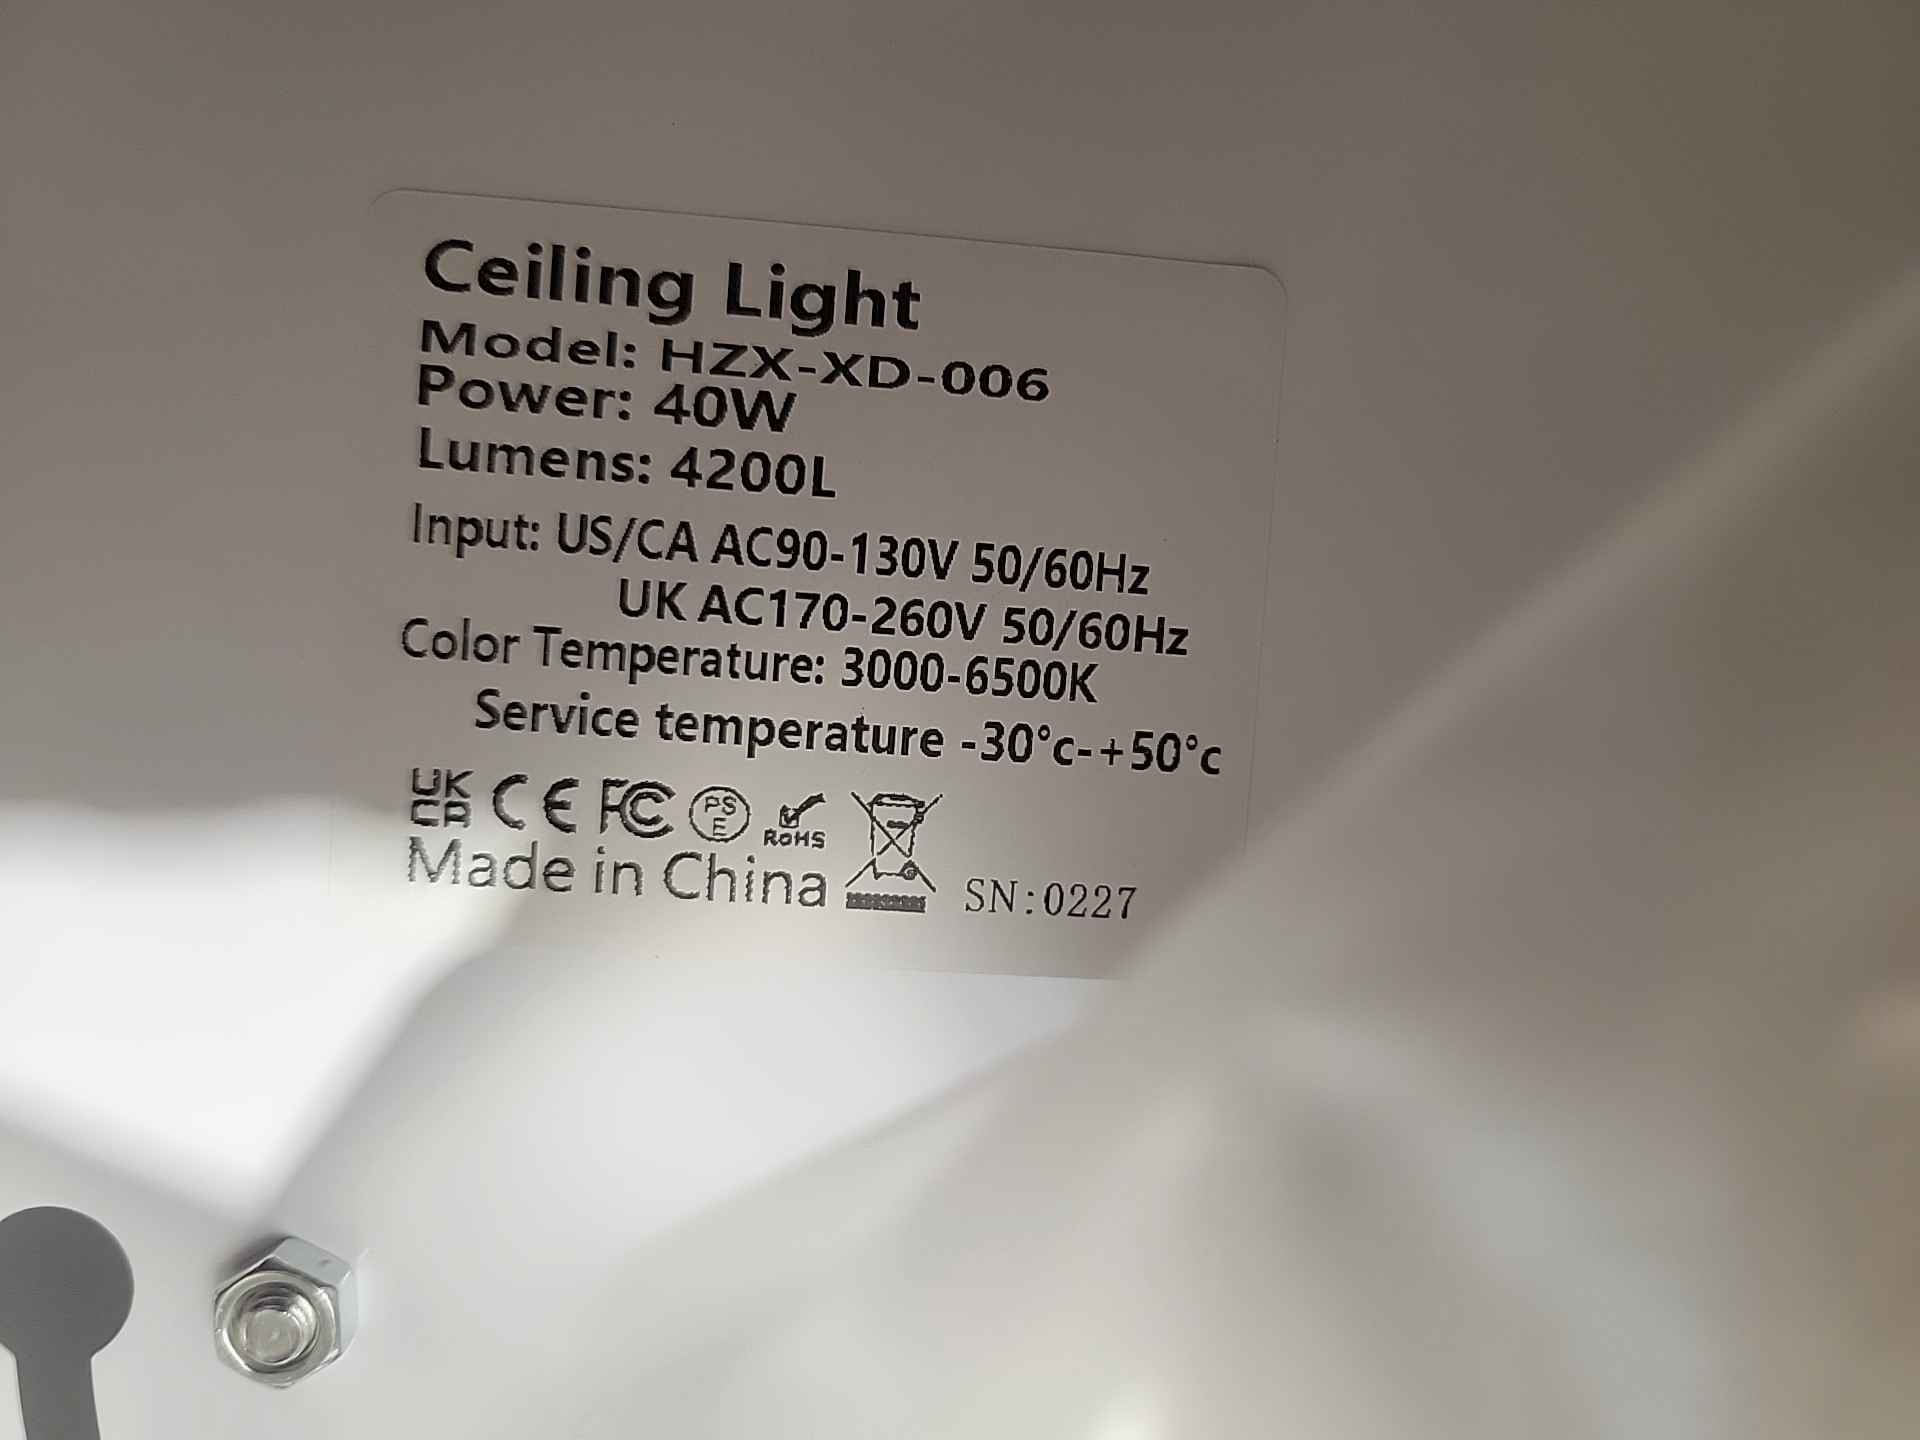 Ceiling Light
Model: HZX-XD-006
Power: 40W
Lumens: 4200L
Input: US/CA AC90-130V 50/60Hz
UK AC170-260V 50/60Hz
Color Temperature: 3000-6500K
Service temperature -30°c-+50°c
UK CA CE FC PS E RoHS
Made in China SN:0227